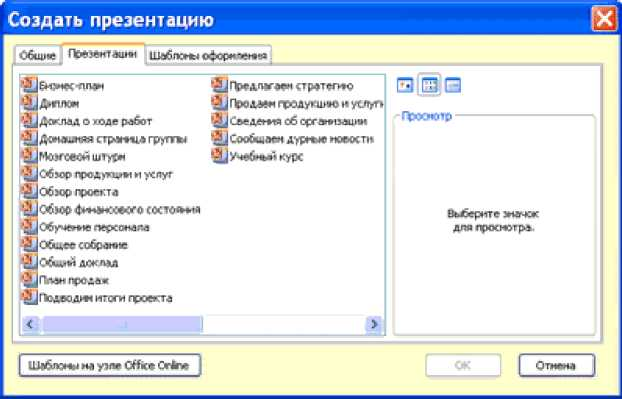 Создать презентацию
Общие Презентации Шаблоны оформления
Бизнес-план
Диплом
Доклад о ходе работ
Домашняя страница группы
Мозговой штурм
Обзор продукции и услуг
Обзор проекта
Обзор финансового состояния
Обучение персонала
Общее собрание
Общий доклад
План продаж
Подводим итоги проекта
Предлагаем стратегию
Продаем продукцию и услуги
Сведения об организации
Сообщаем дурные новости
Учебный курс
Просмотр
Выберите значок
для просмотра.
Шаблоны на узле Office Online
ОК
Отмена